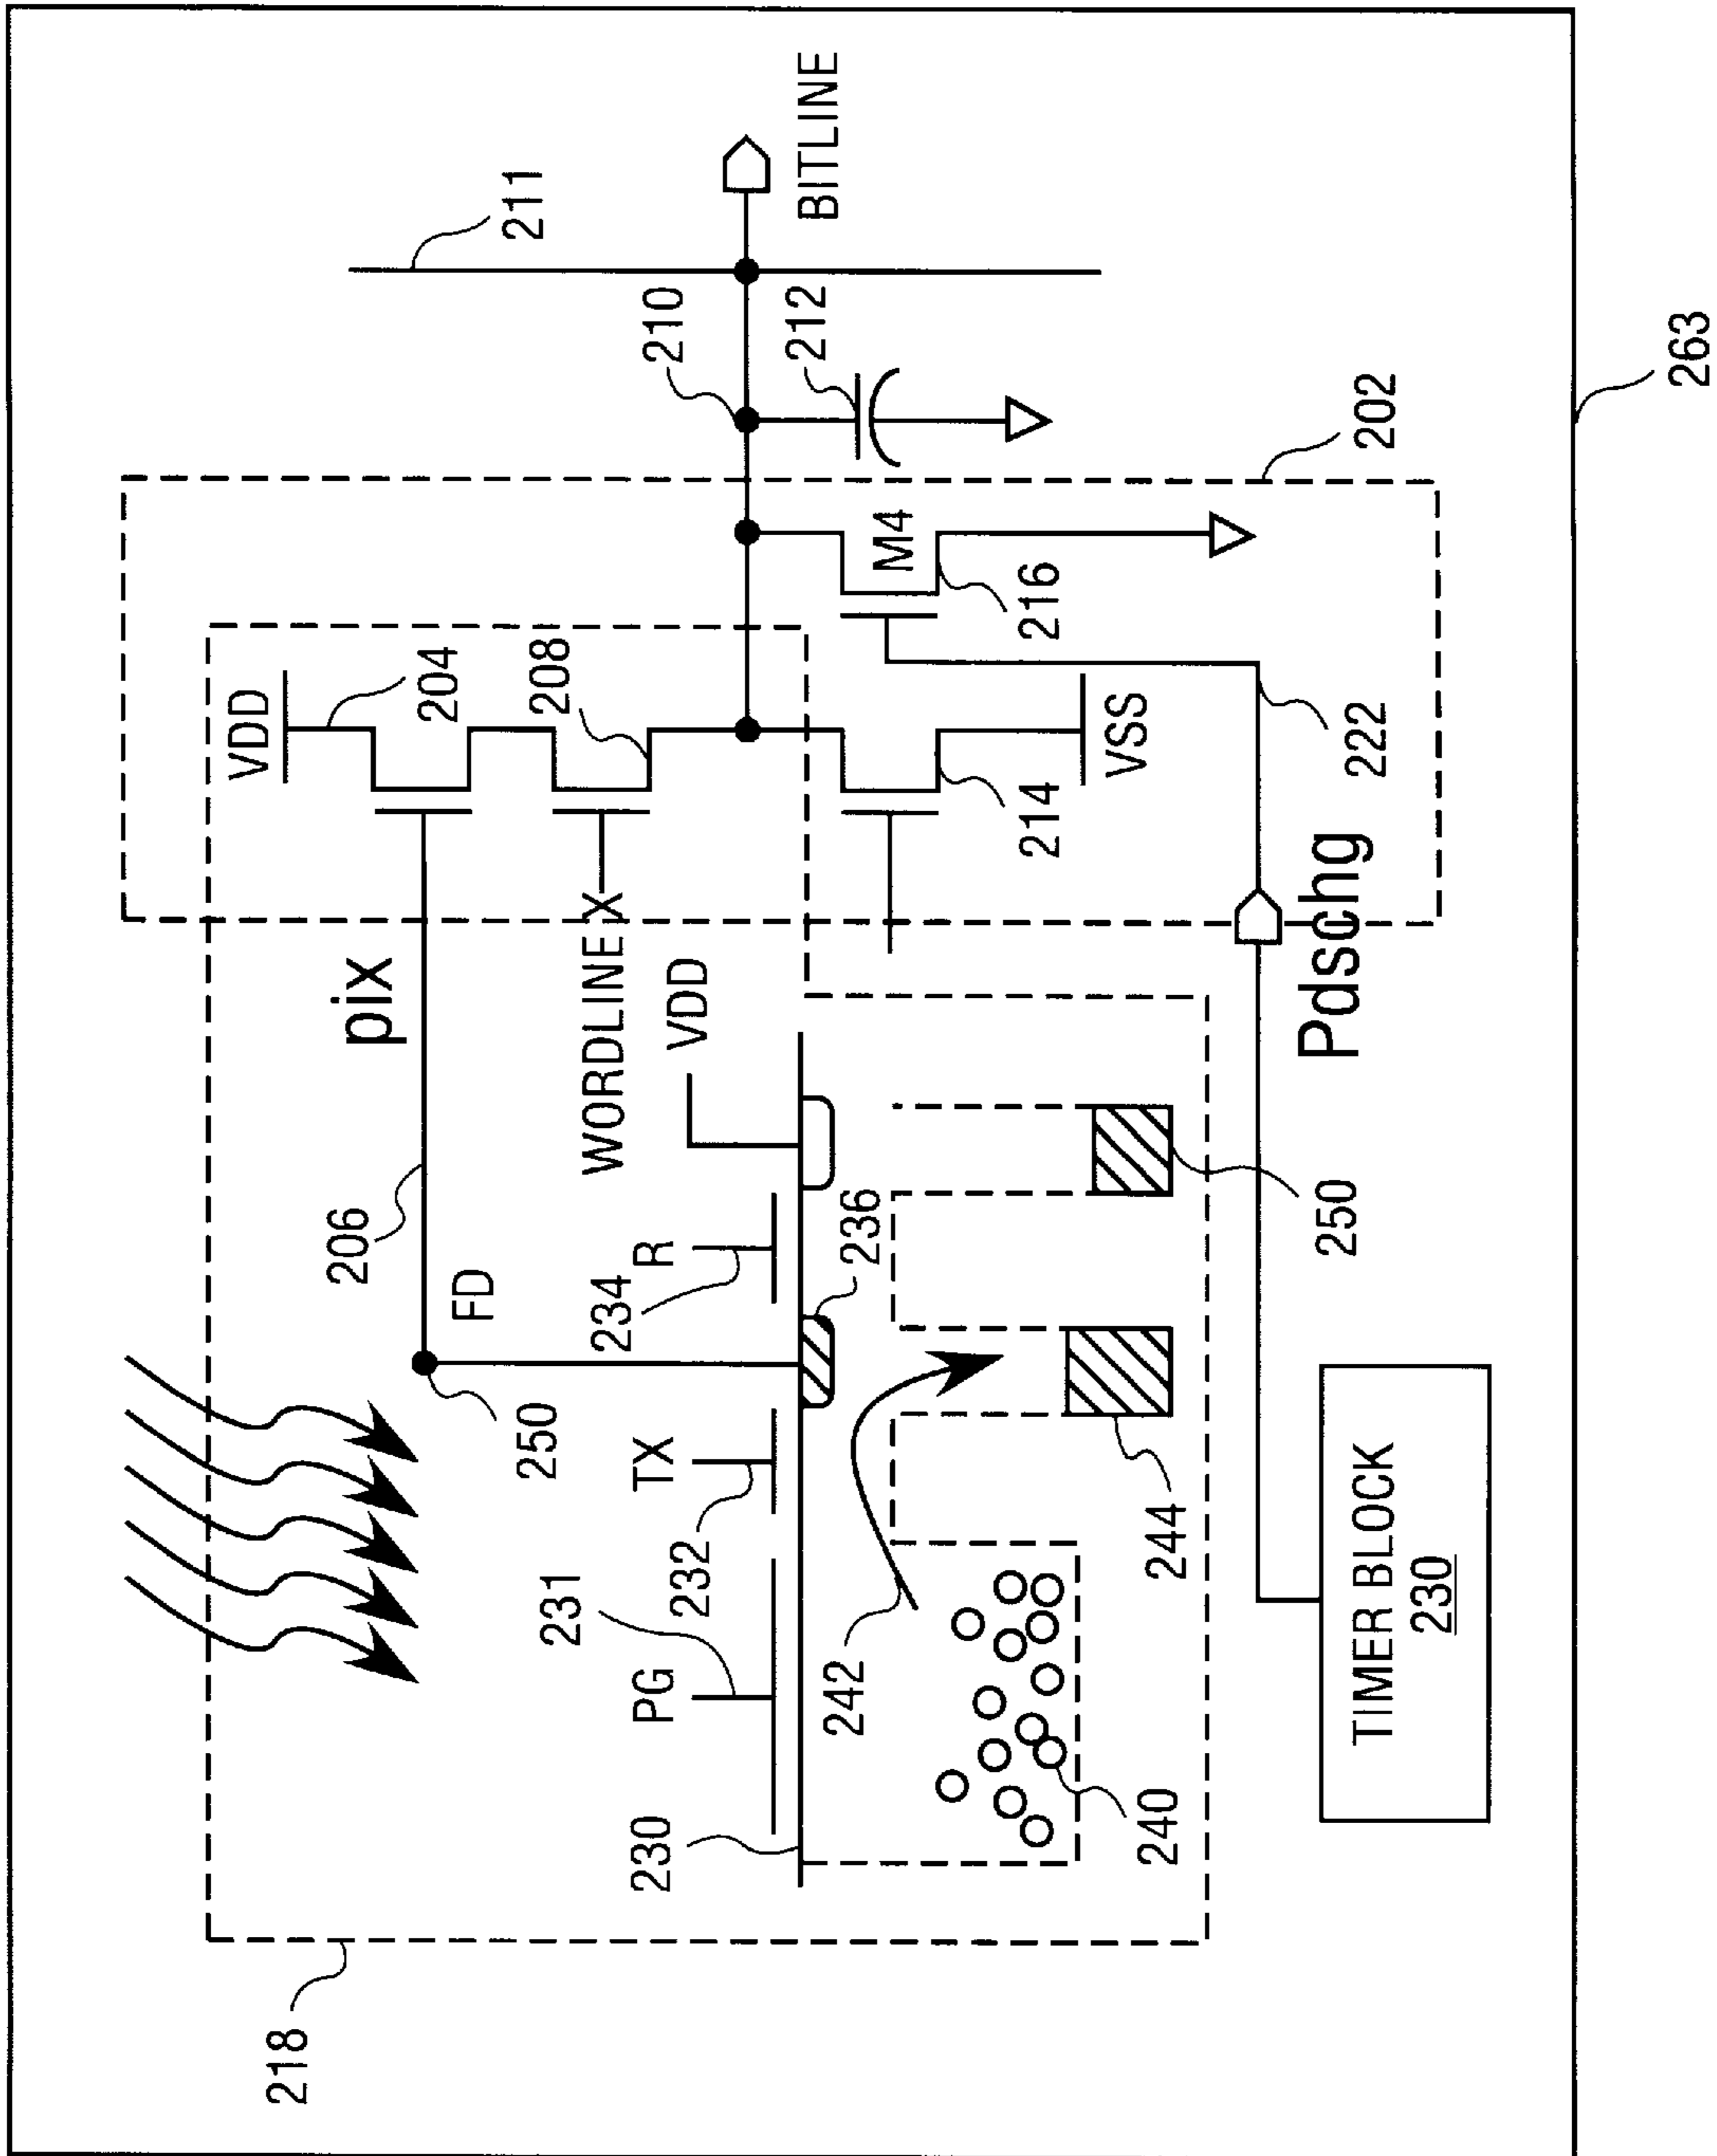 218
206
pix
VDD
204
208
WORDLINE X
210
211
212
BITLINE
FD
250
PG
231
TX
232
R
234
VDD
236
230
242
240
244
250
M4
216
214
VSS
222
202
Pdschg
TIMER BLOCK
230
263